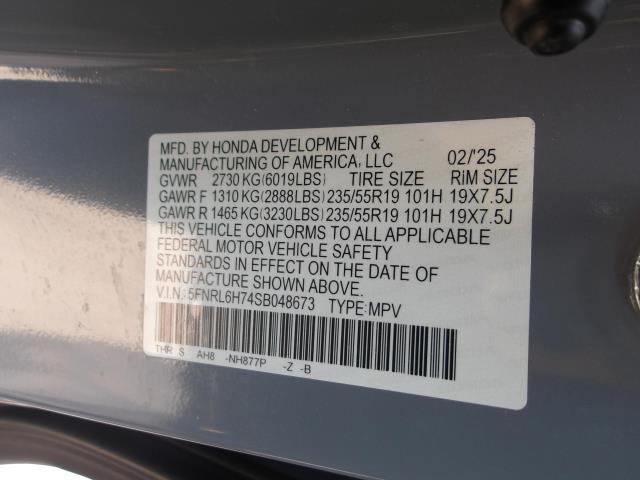 MFD. BY HONDA DEVELOPMENT &
MANUFACTURING OF AMERICA, LLC 02/'25
GVWR 2730 KG(6019LBS) TIRE SIZE RIM SIZE
GAWR F 1310 KG(2888LBS) 235/55R19 101H 19X7.5J
GAWR R 1465 KG(3230LBS) 235/55R19 101H 19X7.5J
THIS VEHICLE CONFORMS TO ALL APPLICABLE
FEDERAL MOTOR VEHICLE SAFETY
STANDARDS IN EFFECT ON THE DATE OF
MANUFACTURE SHOWN ABOVE.
V.I.N.:5FNRL6H74SB048673 TYPE:MPV
THR S AH8 -NH877P -Z -B